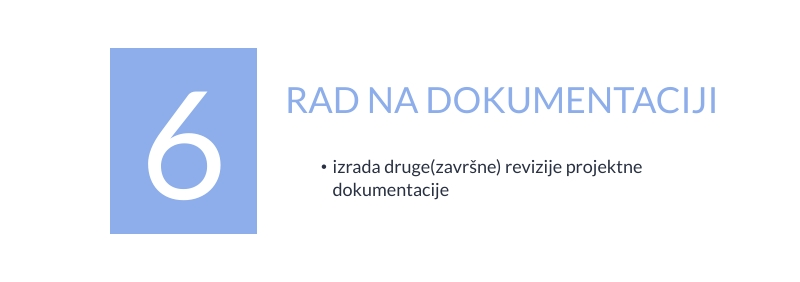 6
RAD NA DOKUMENTACIJI
• izrada druge(završne) revizije projektne
dokumentacije